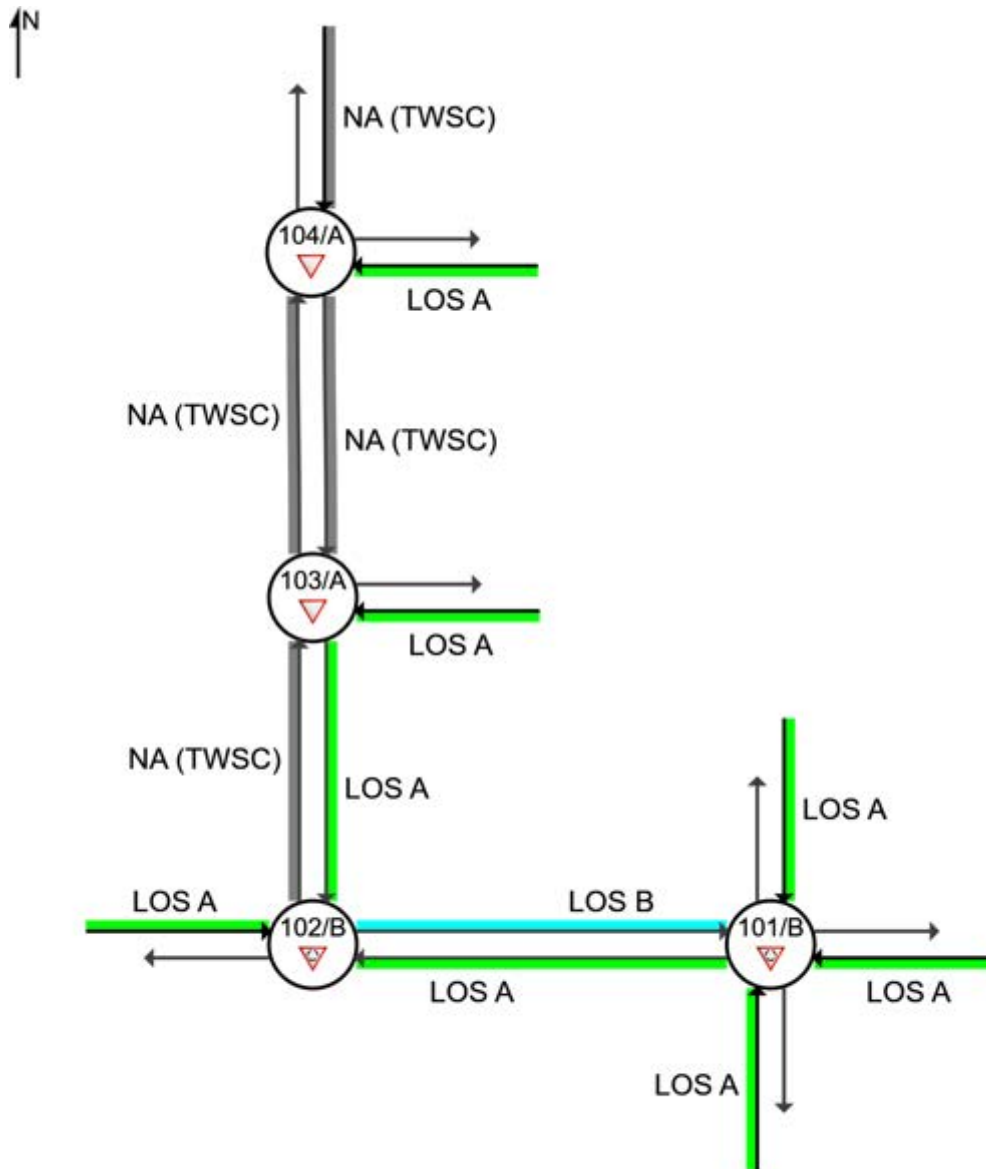 N
NA (TWSC)
104/A
LOS A
NA (TWSC)
NA (TWSC)
103/A
LOS A
NA (TWSC)
LOS A
LOS A
LOS A
LOS B
102/B
101/B
LOS A
LOS A
LOS A